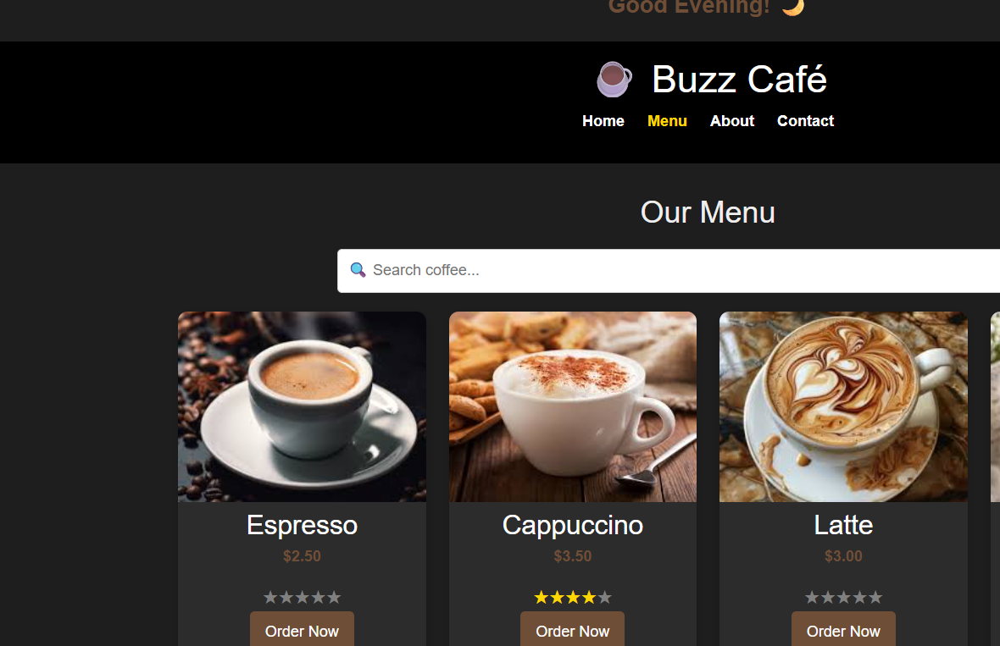 Good Evening! 🌙
Buzz Café
Home Menu About Contact
Our Menu
🔍 Search coffee...
Espresso
$2.50
★★★★★
Order Now
Cappuccino
$3.50
★★★★★
Order Now
Latte
$3.00
★★★★★
Order Now